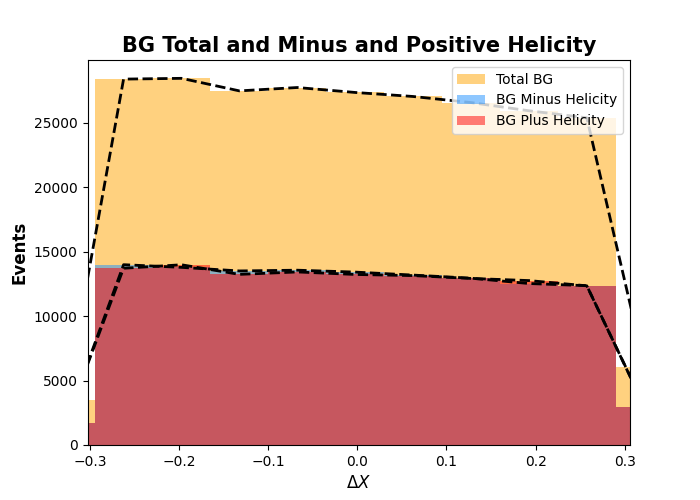 BG Total and Minus and Positive Helicity
Total BG
BG Minus Helicity
BG Plus Helicity
Events
25000
20000
15000
10000
5000
0
−0.3
−0.2
−0.1
0.0
0.1
0.2
0.3
ΔX